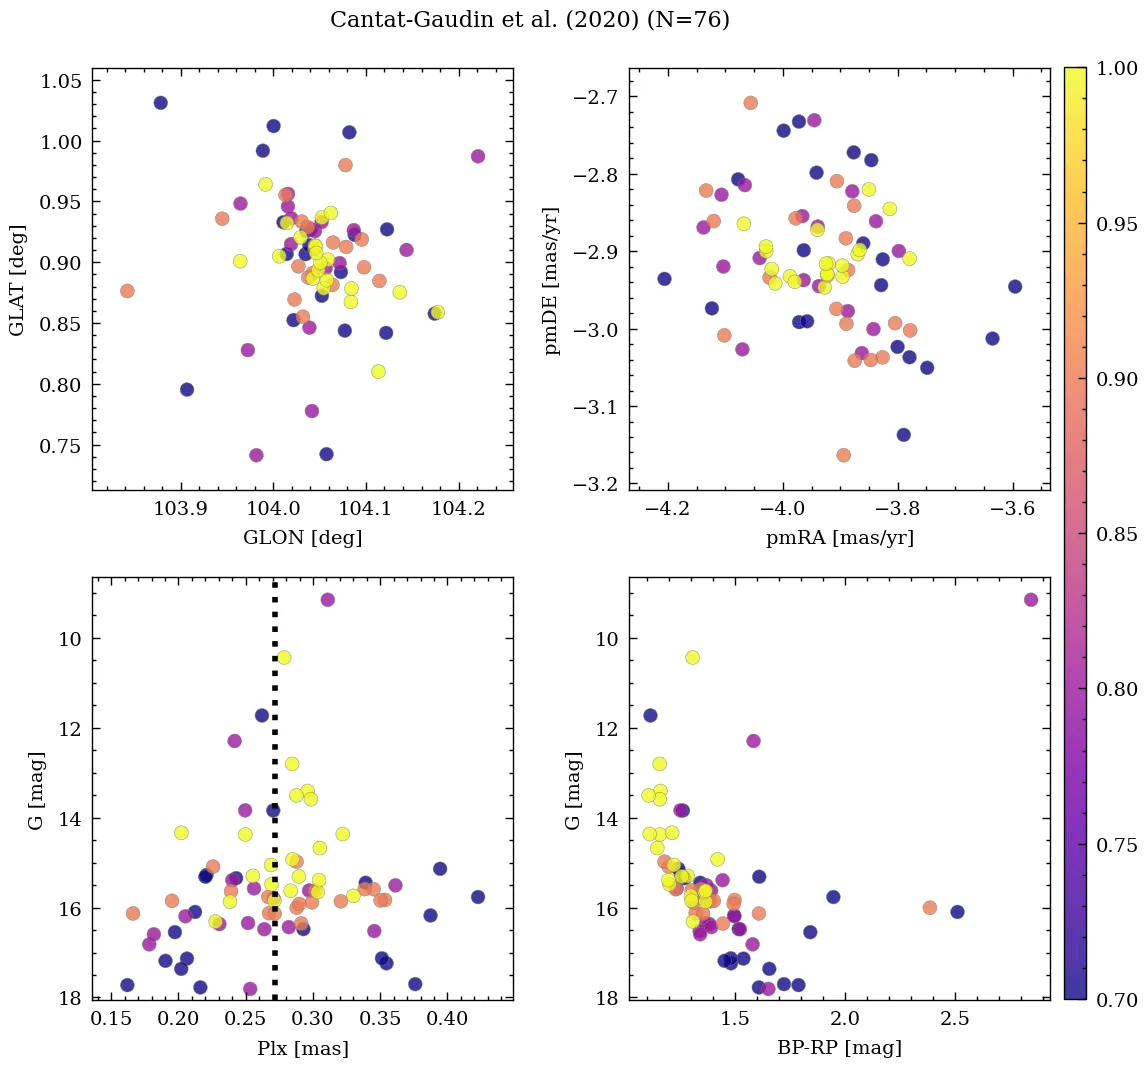 Cantat-Gaudin et al. (2020) (N=76)
1.05
1.00
0.95
0.90
0.85
0.80
0.75
GLAT [deg]
103.9 104.0 104.1 104.2
GLON [deg]
−2.7
−2.8
−2.9
−3.0
−3.1
−3.2
pmDE [mas/yr]
−4.2 −4.0 −3.8 −3.6
pmRA [mas/yr]
10
12
14
16
18
G [mag]
0.15 0.20 0.25 0.30 0.35 0.40
Plx [mas]
10
12
14
16
18
G [mag]
1.5 2.0 2.5
BP-RP [mag]
1.00
0.95
0.90
0.85
0.80
0.75
0.70